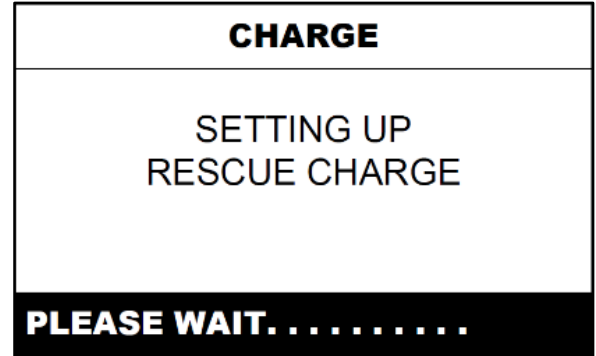 CHARGE
SETTING UP
RESCUE CHARGE
PLEASE WAIT. . . . . . . . . .